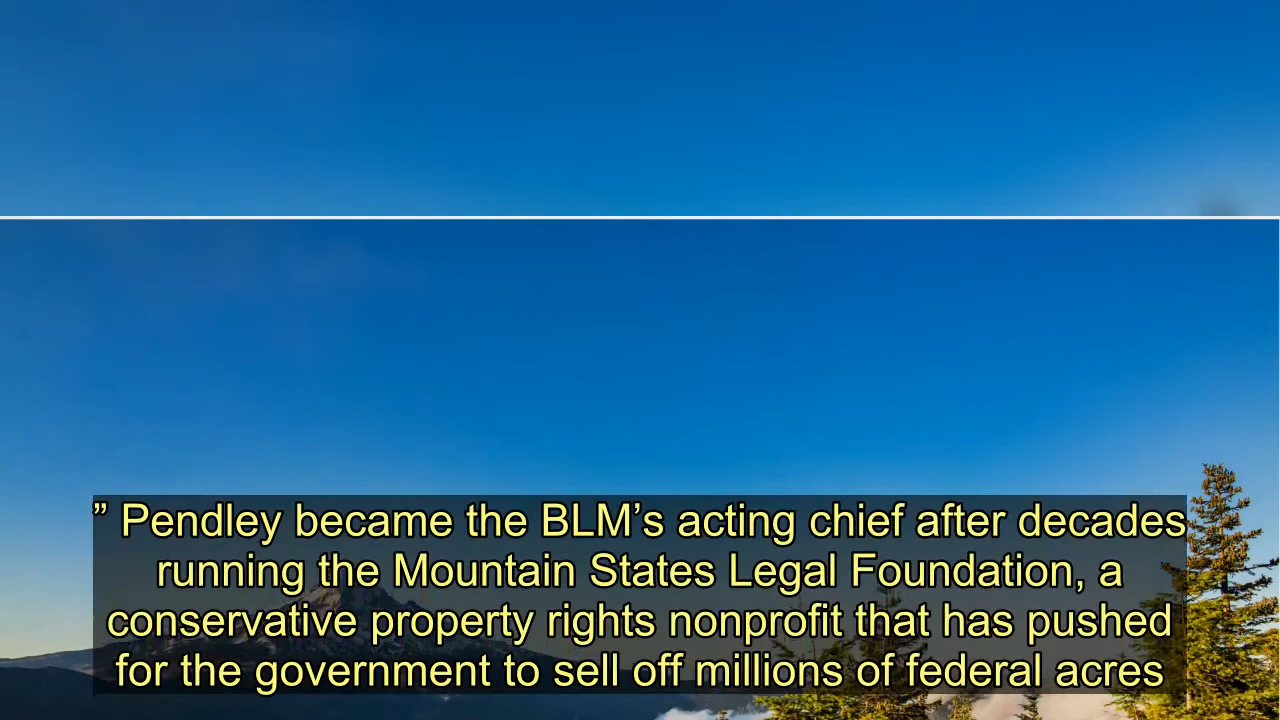 ” Pendley became the BLM’s acting chief after decades
running the Mountain States Legal Foundation, a
conservative property rights nonprofit that has pushed
for the government to sell off millions of federal acres